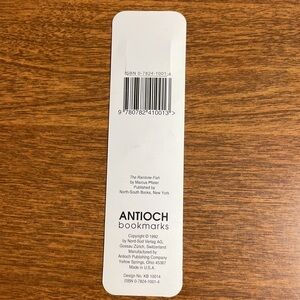 ISBN 0-7824-1001-4
9 780782 410013 >
The Rainbow Fish
by Marcus Pfister
Published by
North-South Books, New York
ANTIOCH
bookmarks
Copyright © 1992
by Nord-Süd Verlag AG,
Gossau Zürich, Switzerland
Manufactured by
Antioch Publishing Company
Yellow Springs, Ohio 45387
Made in U.S.A.
Design No. KB 10014
ISBN 0-7824-1001-4